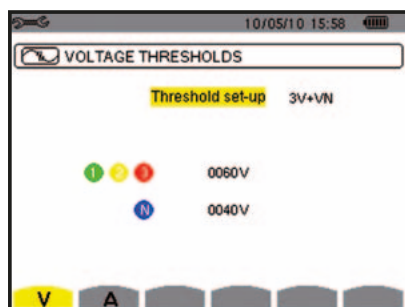 10/05/10 15:58
VOLTAGE THRESHOLDS
Threshold set-up 3V+VN
1 2 3 0060V
N 0040V
V A